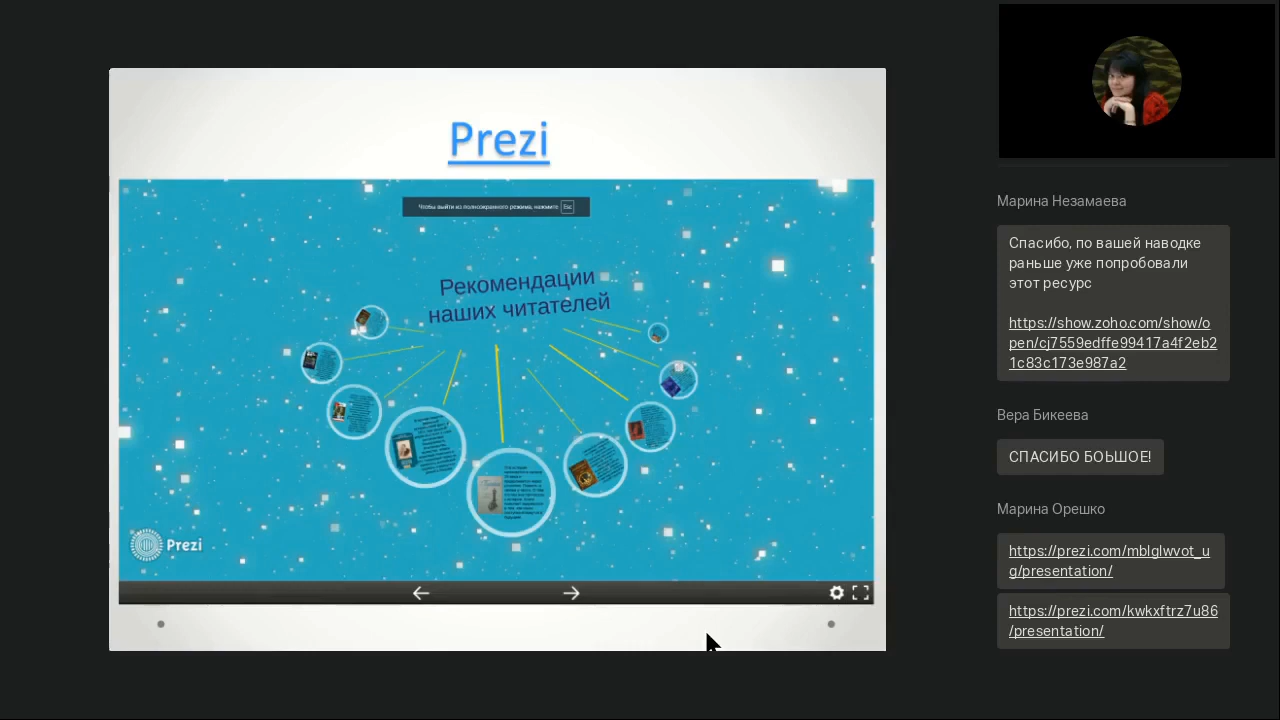 Prezi
Чтобы выйти из полноэкранного режима, нажмите Esc
Рекомендации
наших читателей
Prezi
Марина Незамаева
Спасибо, по вашей наводке
раньше уже попробовали
этот ресурс
https://show.zoho.com/show/o
pen/cj7559edffe99417a4f2eb2
1c83c173e987a2
Вера Бикеева
СПАСИБО БОЬШОЕ!
Марина Орешко
https://prezi.com/mblglwvot_u
g/presentation/
https://prezi.com/kwkxftrz7u86
/presentation/